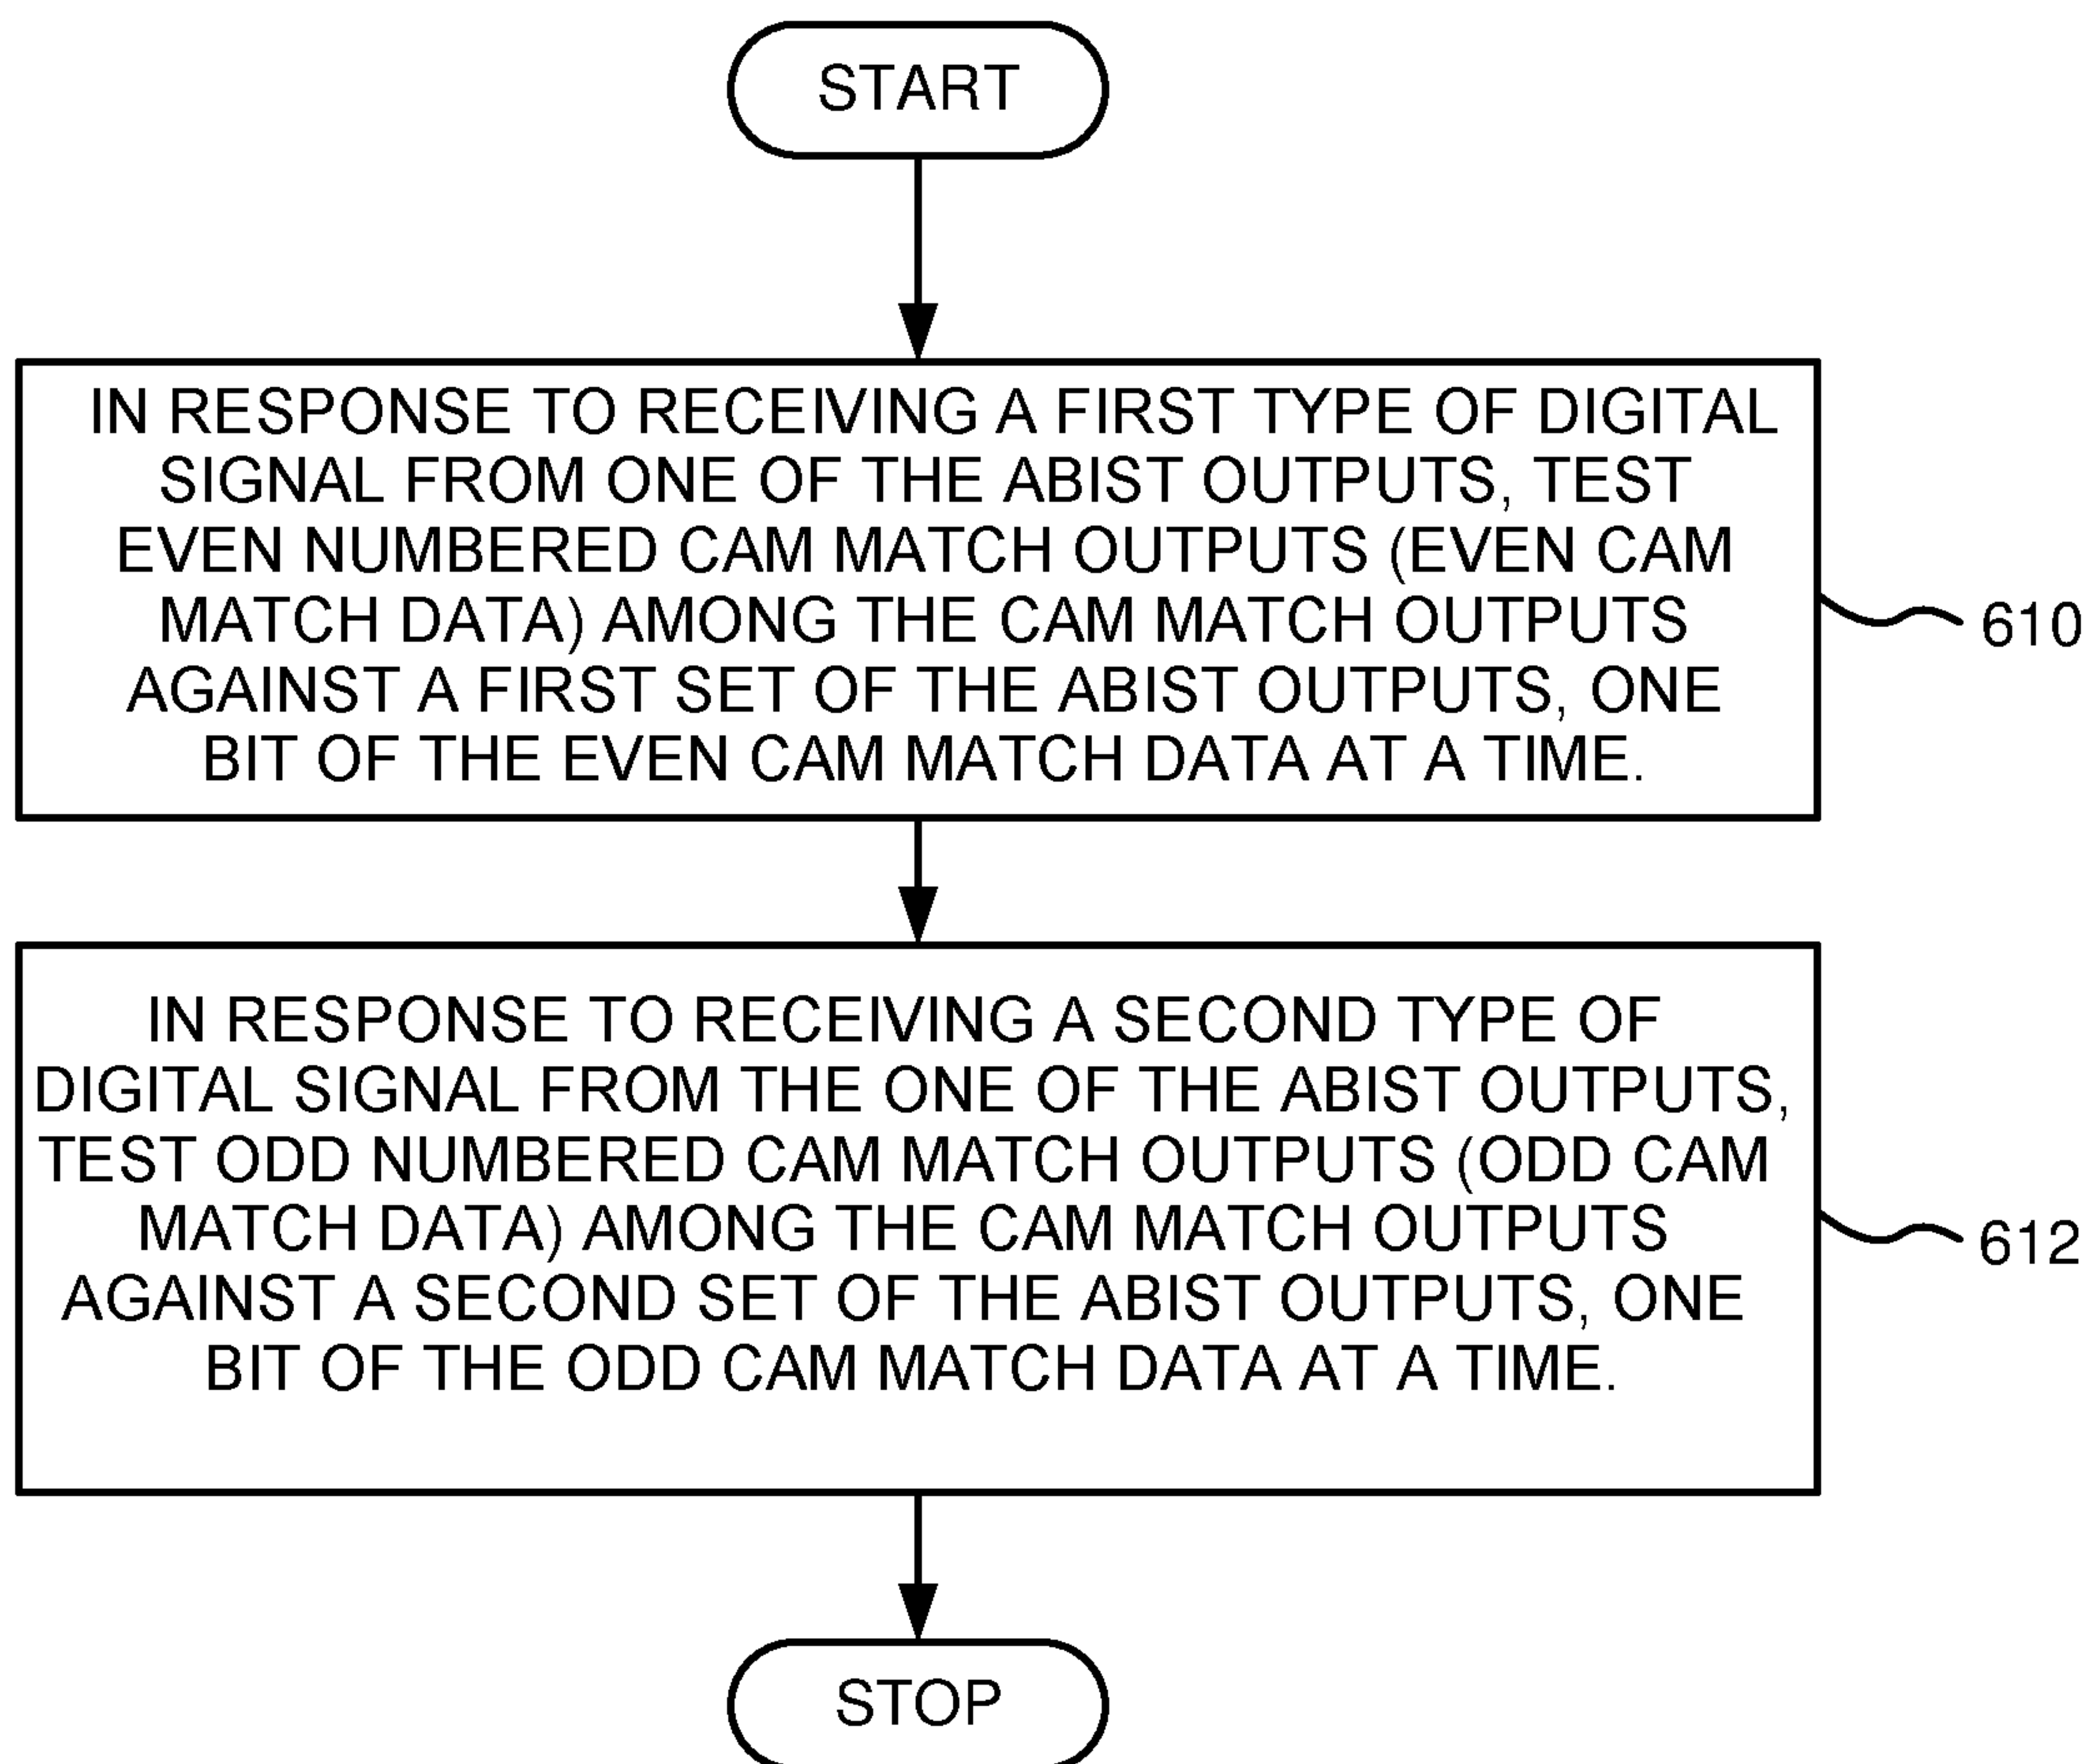 START
IN RESPONSE TO RECEIVING A FIRST TYPE OF DIGITAL
SIGNAL FROM ONE OF THE ABIST OUTPUTS, TEST
EVEN NUMBERED CAM MATCH OUTPUTS (EVEN CAM
MATCH DATA) AMONG THE CAM MATCH OUTPUTS
AGAINST A FIRST SET OF THE ABIST OUTPUTS, ONE
BIT OF THE EVEN CAM MATCH DATA AT A TIME.
610
IN RESPONSE TO RECEIVING A SECOND TYPE OF
DIGITAL SIGNAL FROM THE ONE OF THE ABIST OUTPUTS,
TEST ODD NUMBERED CAM MATCH OUTPUTS (ODD CAM
MATCH DATA) AMONG THE CAM MATCH OUTPUTS
AGAINST A SECOND SET OF THE ABIST OUTPUTS, ONE
BIT OF THE ODD CAM MATCH DATA AT A TIME.
612
STOP